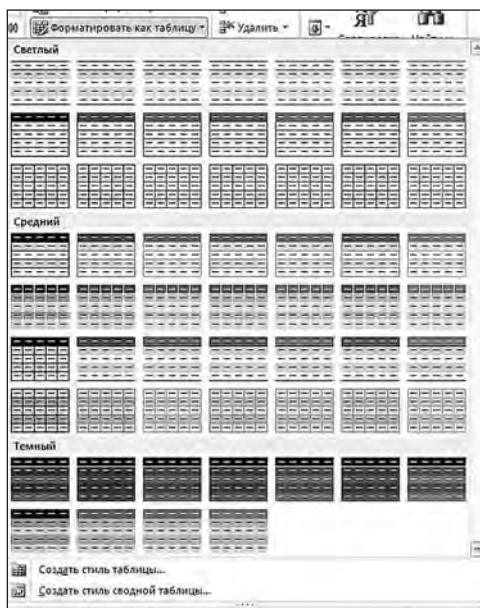 Форматировать как таблицу
Удалить
Светлый
Средний
Темный
Создать стиль таблицы...
Создать стиль сводной таблицы...